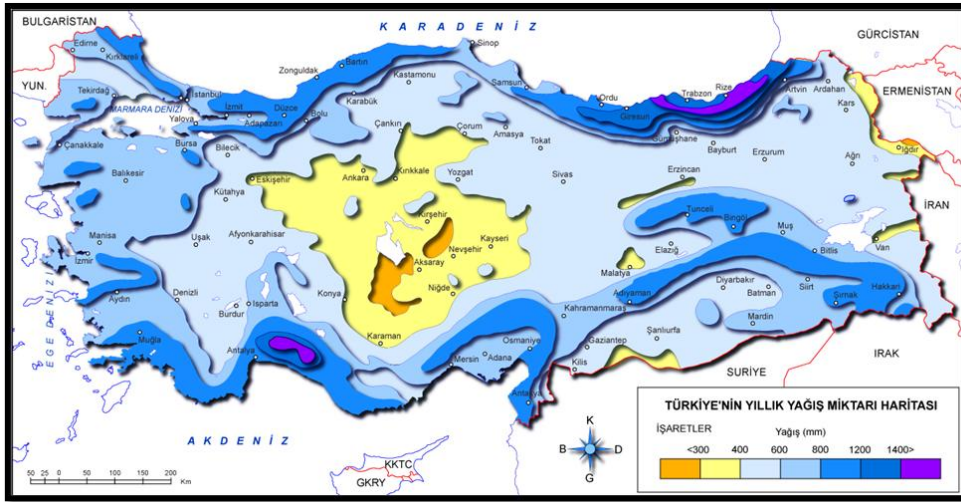 BULGARİSTAN
K A R A D E N İ Z
GÜRCİSTAN
YUN.
ERMENİSTAN
İRAN
IRAK
SURİYE
MARMARA DENİZİ
EGE DENİZİ
A K D E N İ Z
KKTC
GKRY
Edirne
Kırklareli
Tekirdağ
İstanbul
Yalova
İzmit
Adapazarı
Düzce
Bolu
Zonguldak
Bartın
Karabük
Kastamonu
Sinop
Samsun
Ordu
Giresun
Trabzon
Rize
Artvin
Ardahan
Kars
Iğdır
Ağrı
Çanakkale
Balıkesir
Bursa
Bilecik
Kütahya
Eskişehir
Ankara
Kırıkkale
Çankırı
Çorum
Amasya
Tokat
Yozgat
Sivas
Gümüşhane
Bayburt
Erzurum
Erzincan
Tunceli
Bingöl
Muş
Bitlis
Van
Manisa
İzmir
Uşak
Afyonkarahisar
Kırşehir
Nevşehir
Kayseri
Aksaray
Niğde
Konya
Karaman
Aydın
Denizli
Burdur
Isparta
Muğla
Antalya
Mersin
Adana
Osmaniye
Antakya
Kahramanmaraş
Malatya
Elazığ
Adıyaman
Diyarbakır
Batman
Siirt
Şırnak
Hakkari
Mardin
Şanlıurfa
Gaziantep
Kilis
K
B
D
G
50 25 0 50 100 150 200
Km
TÜRKİYE'NİN YILLIK YAĞIŞ MİKTARI HARİTASI
İŞARETLER
Yağış (mm)
<300 400 600 800 1200 1400>